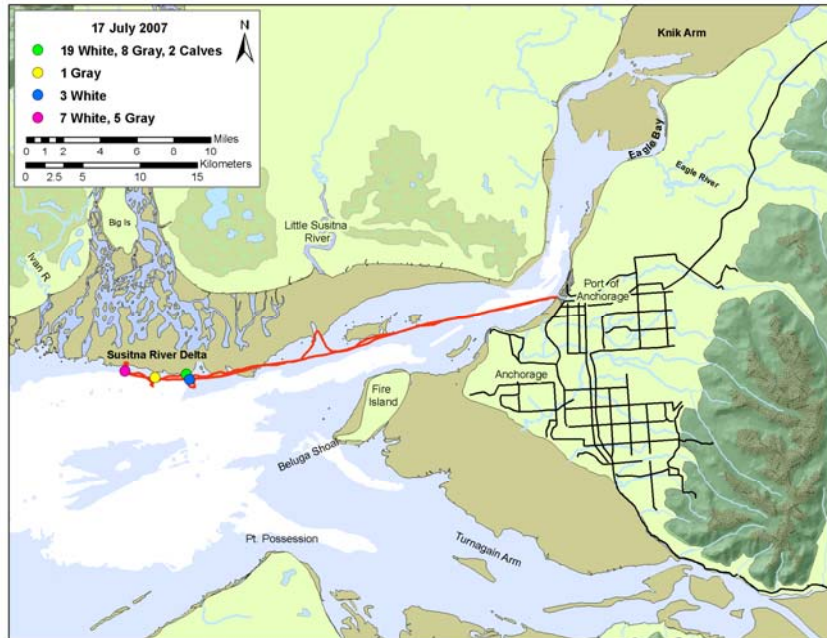 17 July 2007
N
19 White, 8 Gray, 2 Calves
1 Gray
3 White
7 White, 5 Gray
Miles
0 1 2 4 6 8 10
Kilometers
0 2.5 5 10 15
Knik Arm
Eagle Bay
Eagle River
Big Is
Ivan R.
Little Susitna
River
Port of
Anchorage
Susitna River Delta
Anchorage
Fire
Island
Beluga Shoal
Pt. Possession
Turnagain Arm